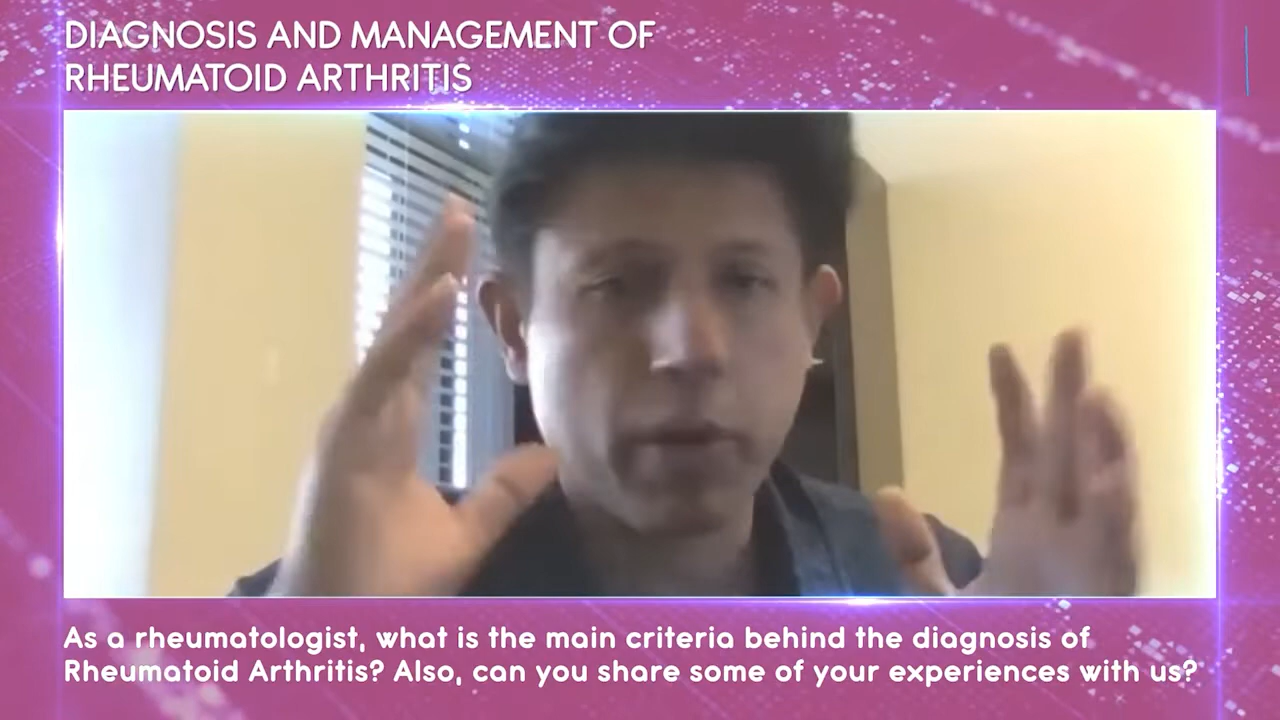 DIAGNOSIS AND MANAGEMENT OF
RHEUMATOID ARTHRITIS
As a rheumatologist, what is the main criteria behind the diagnosis of
Rheumatoid Arthritis? Also, can you share some of your experiences with us?